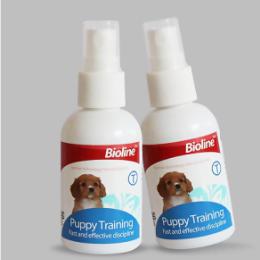 Bioline
T
Puppy Training
Fast and effective discipline
Bioline
T
Puppy Training
Fast and effective discipline